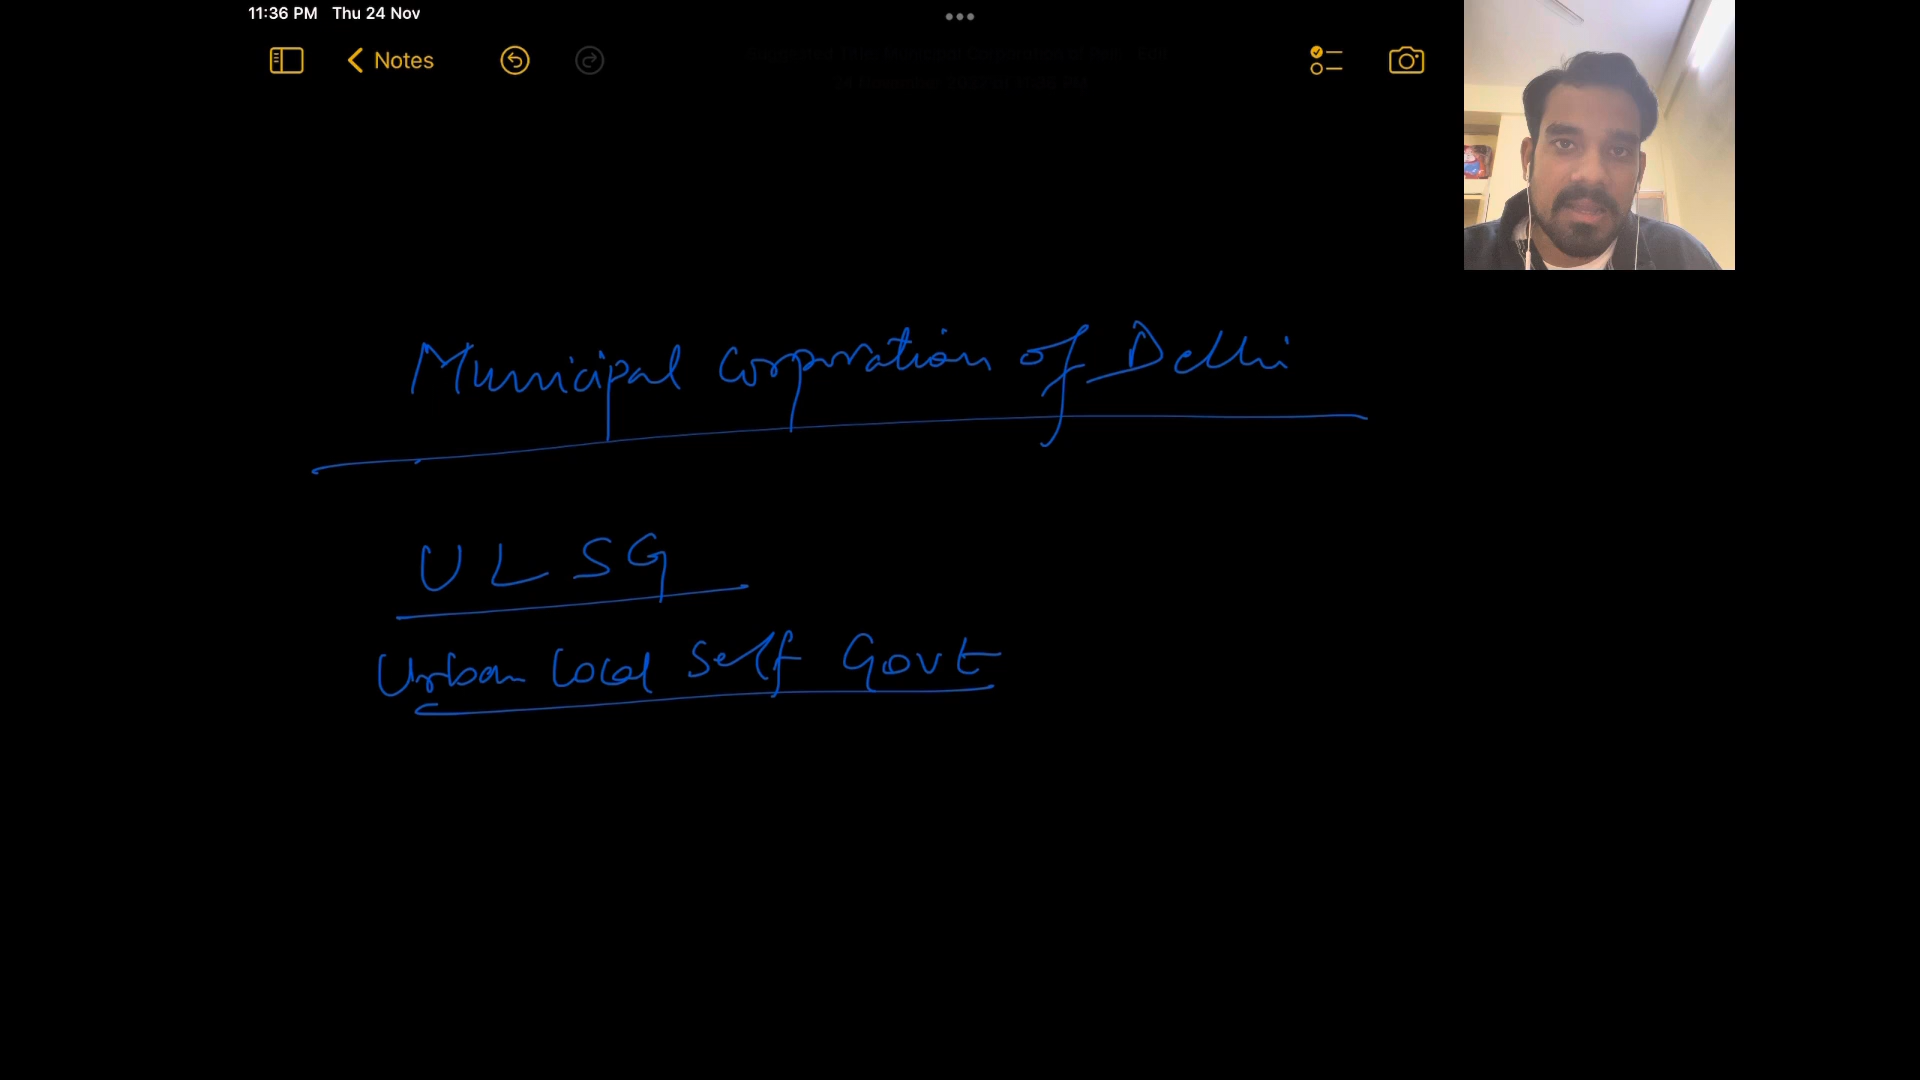 11:36 PM Thu 24 Nov
Notes
Municipal Corporation of Delhi
ULSG
Urban Local Self Govt